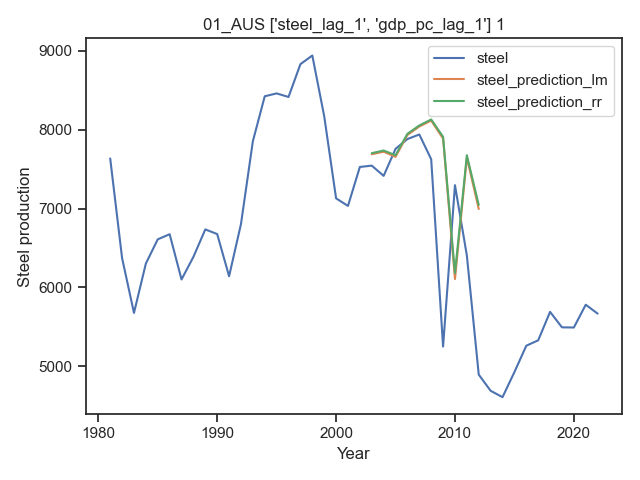 01_AUS ['steel_lag_1', 'gdp_pc_lag_1'] 1
steel
steel_prediction_lm
steel_prediction_rr
Steel production
9000
8000
7000
6000
5000
1980
1990
2000
2010
2020
Year